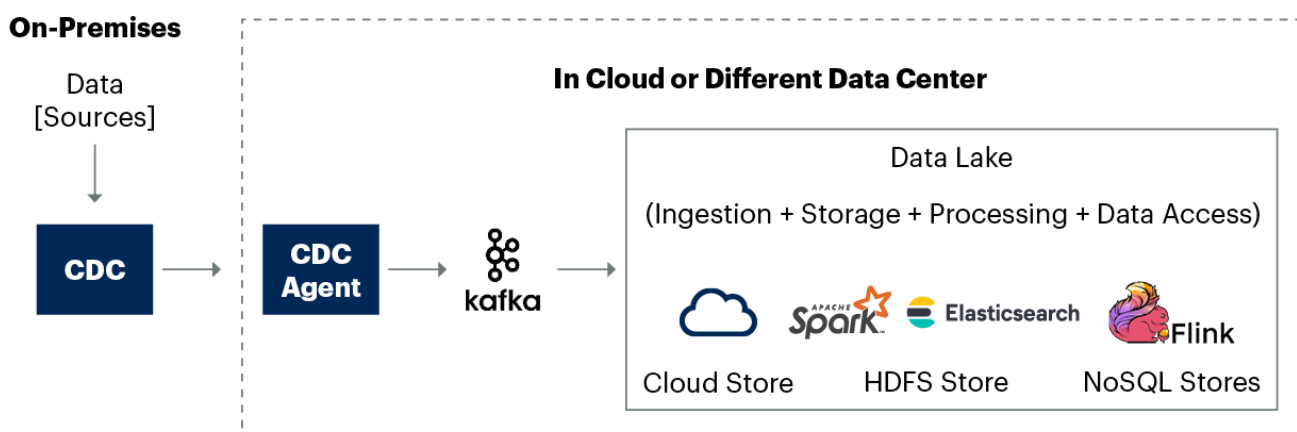 On-Premises
Data
[Sources]
CDC
In Cloud or Different Data Center
CDC
Agent
kafka
Data Lake
(Ingestion + Storage + Processing + Data Access)
APACHE
Spark™
Elasticsearch
Flink
Cloud Store
HDFS Store
NoSQL Stores